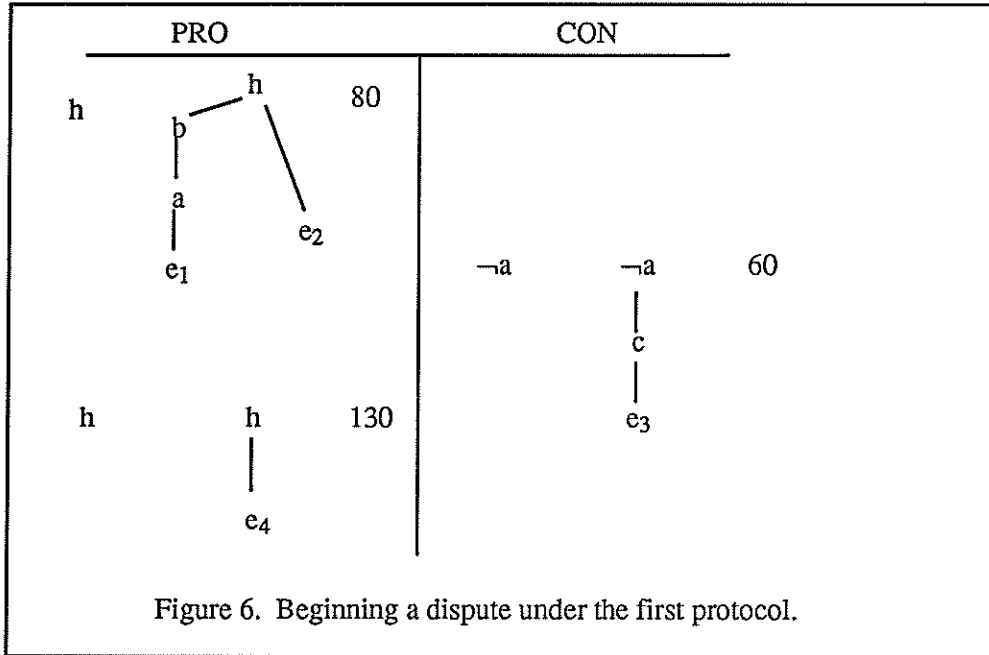 PRO CON
h h 80
b
a
e2
e1 ¬a ¬a 60
c
h h 130 e3
e4
Figure 6. Beginning a dispute under the first protocol.